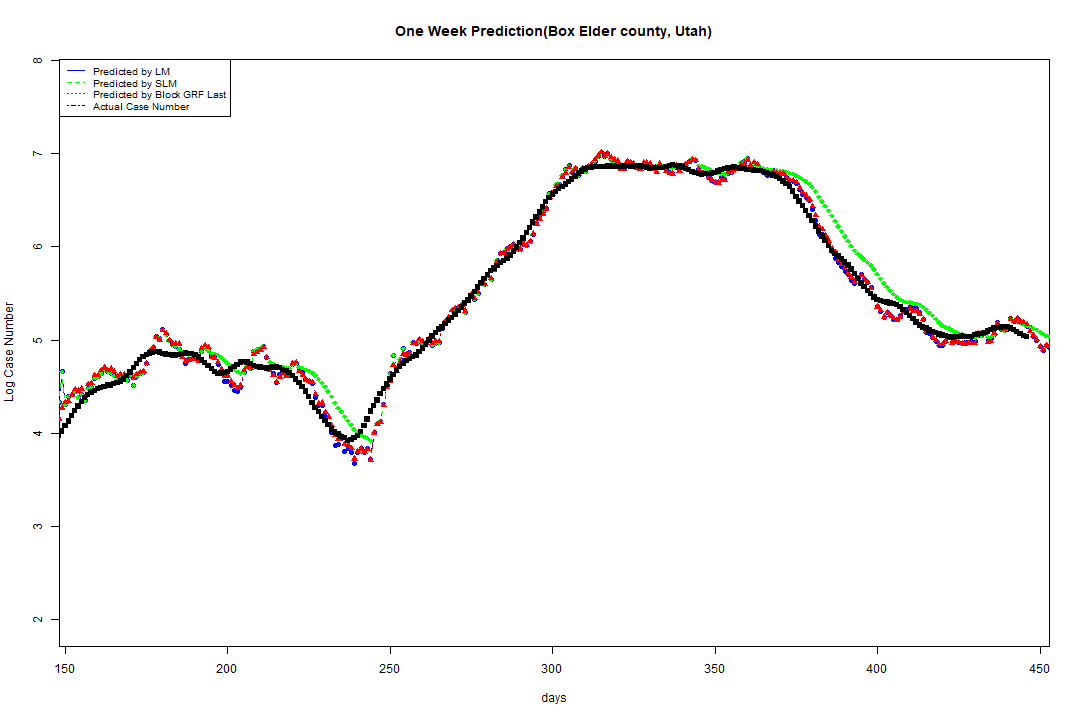 One Week Prediction(Box Elder county, Utah)
Predicted by LM
Predicted by SLM
Predicted by Block GRF Last
Actual Case Number
8
7
6
5
4
3
2
Log Case Number
150 200 250 300 350 400 450
days